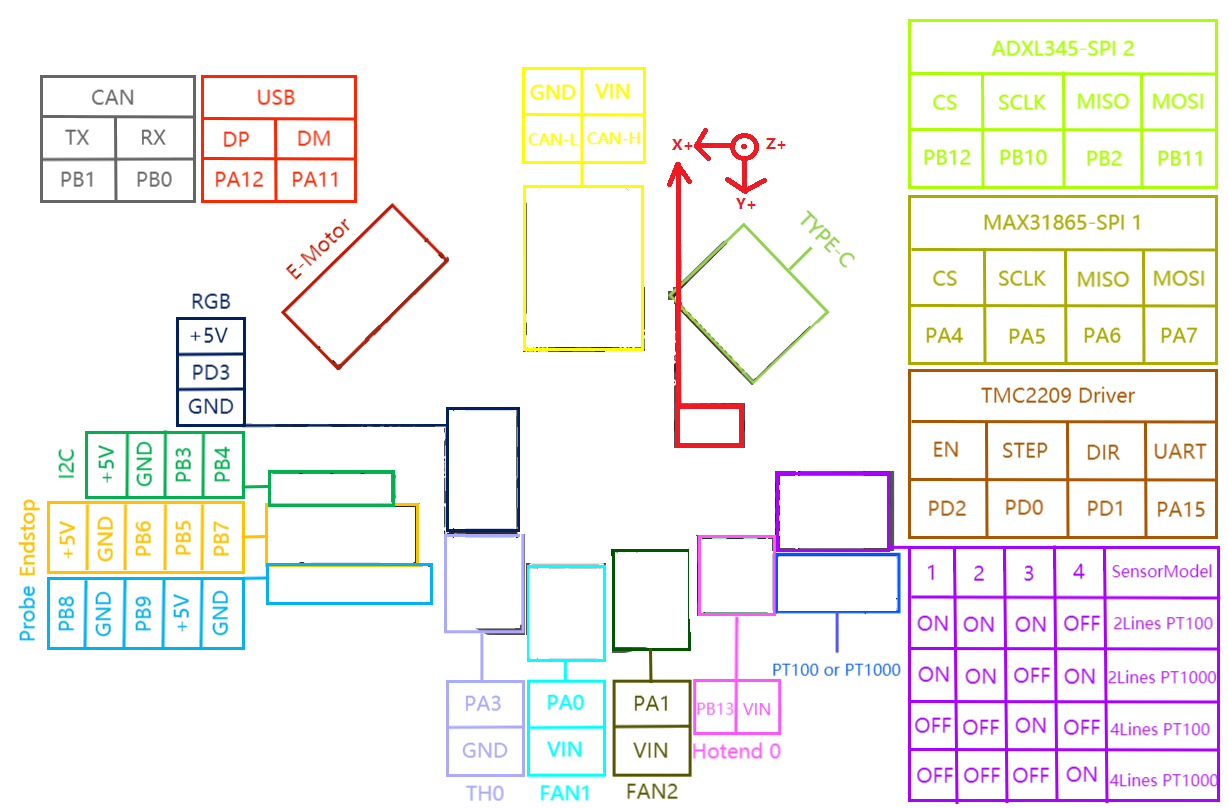 CAN
TX RX
PB1 PB0
USB
DP DM
PA12 PA11
GND VIN
CAN-L CAN-H
X+ Z+
Y+
E-Motor
TYPE-C
RGB
+5V
PD3
GND
I2C
+5V GND PB3 PB4
Endstop
+5V GND PB6 PB5 PB7
Probe
PB8 GND PB9 +5V GND
PA3
GND
TH0
PA0
VIN
FAN1
PA1
VIN
FAN2
PB13 VIN
Hotend 0
PT100 or PT1000
ADXL345-SPI 2
CS SCLK MISO MOSI
PB12 PB10 PB2 PB11
MAX31865-SPI 1
CS SCLK MISO MOSI
PA4 PA5 PA6 PA7
TMC2209 Driver
EN STEP DIR UART
PD2 PD0 PD1 PA15
1 2 3 4 SensorModel
ON ON ON OFF 2Lines PT100
ON ON OFF ON 2Lines PT1000
OFF OFF ON OFF 4Lines PT100
OFF OFF OFF ON 4Lines PT1000